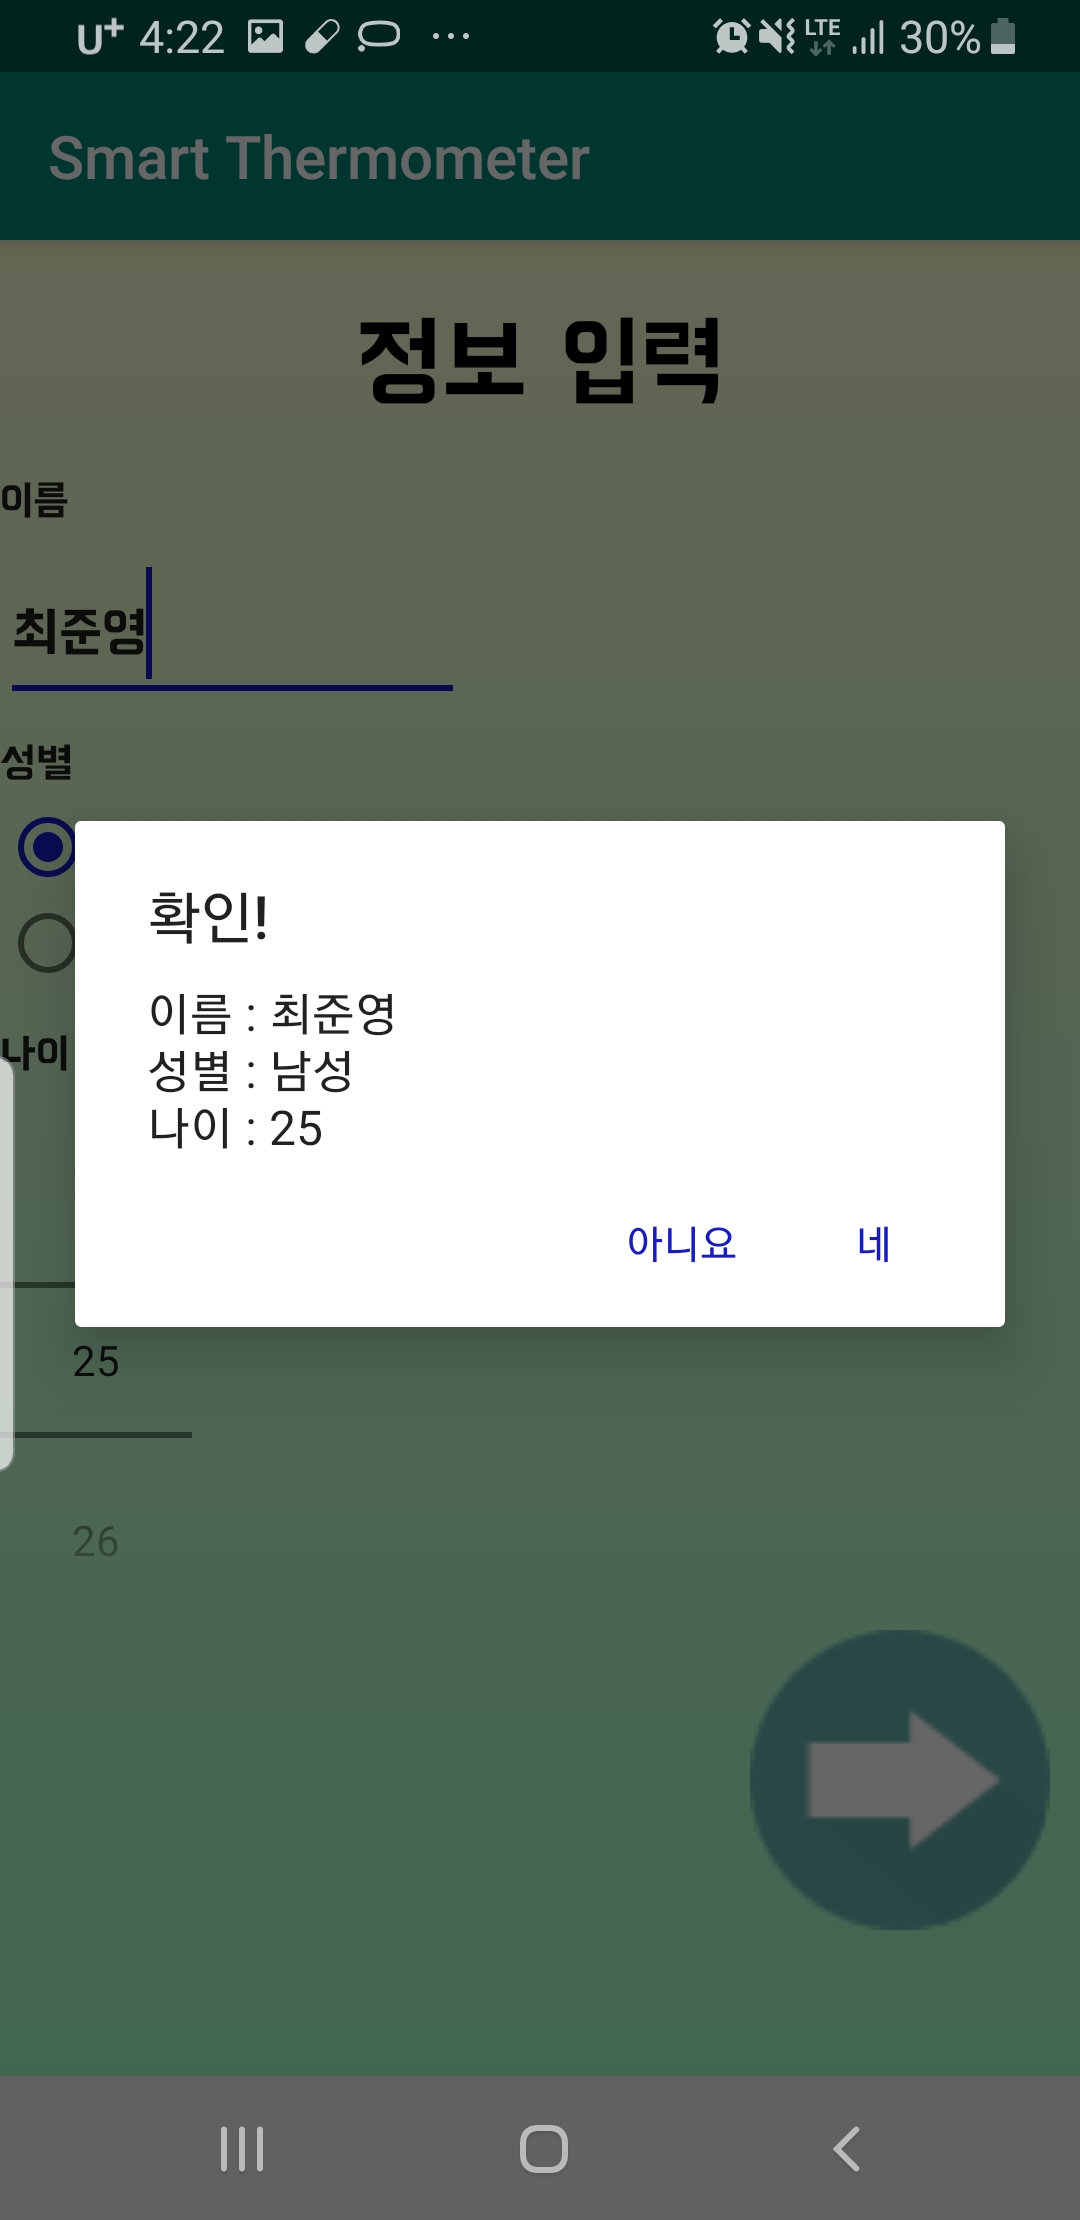 U+ 4:22 LTE 30%
Smart Thermometer
정보 입력
이름
최준영
성별
확인!
이름 : 최준영
성별 : 남성
나이 : 25
아니요 네
나이
25
26